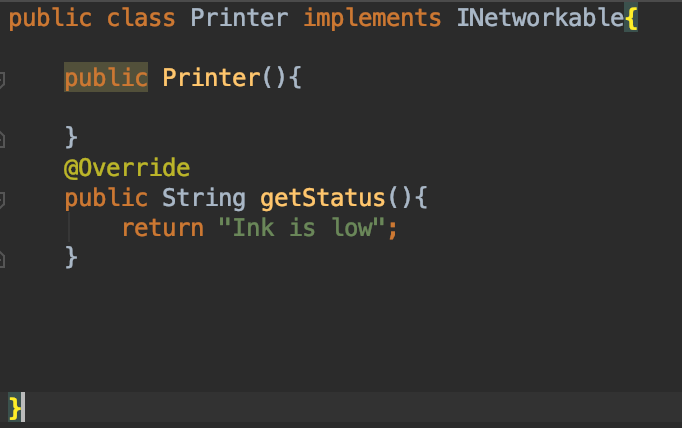 public class Printer implements INetworkable{
public Printer(){
}
@Override
public String getStatus(){
return "Ink is low";
}
}